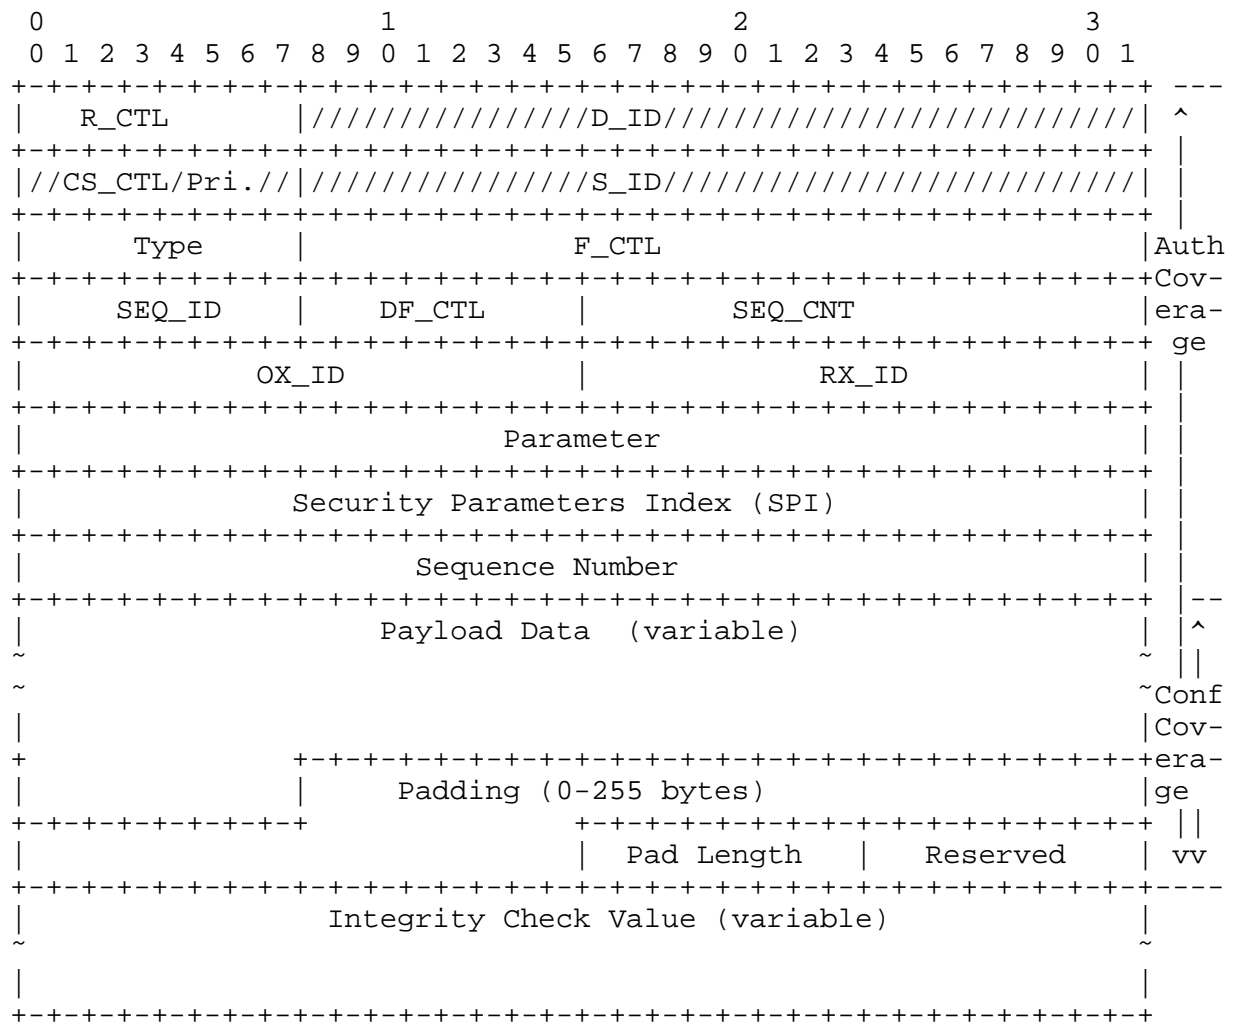 0                   1                   2                   3
 0 1 2 3 4 5 6 7 8 9 0 1 2 3 4 5 6 7 8 9 0 1 2 3 4 5 6 7 8 9 0 1
+-+-+-+-+-+-+-+-+-+-+-+-+-+-+-+-+-+-+-+-+-+-+-+-+-+-+-+-+-+-+-+-+ ---
|   R_CTL       |////////////////D_ID///////////////////////////| ^
+-+-+-+-+-+-+-+-+-+-+-+-+-+-+-+-+-+-+-+-+-+-+-+-+-+-+-+-+-+-+-+-+ |
|//CS_CTL/Pri.//|////////////////S_ID///////////////////////////| |
+-+-+-+-+-+-+-+-+-+-+-+-+-+-+-+-+-+-+-+-+-+-+-+-+-+-+-+-+-+-+-+-+ |
|      Type     |               F_CTL                           |Auth
+-+-+-+-+-+-+-+-+-+-+-+-+-+-+-+-+-+-+-+-+-+-+-+-+-+-+-+-+-+-+-+-+Cov-
|     SEQ_ID    |    DF_CTL     |        SEQ_CNT                |era-
+-+-+-+-+-+-+-+-+-+-+-+-+-+-+-+-+-+-+-+-+-+-+-+-+-+-+-+-+-+-+-+-+ ge
|             OX_ID             |             RX_ID             | |
+-+-+-+-+-+-+-+-+-+-+-+-+-+-+-+-+-+-+-+-+-+-+-+-+-+-+-+-+-+-+-+-+ |
|                           Parameter                           | |
+-+-+-+-+-+-+-+-+-+-+-+-+-+-+-+-+-+-+-+-+-+-+-+-+-+-+-+-+-+-+-+-+ |
|               Security Parameters Index (SPI)                 | |
+-+-+-+-+-+-+-+-+-+-+-+-+-+-+-+-+-+-+-+-+-+-+-+-+-+-+-+-+-+-+-+-+ |
|                      Sequence Number                          | |
+-+-+-+-+-+-+-+-+-+-+-+-+-+-+-+-+-+-+-+-+-+-+-+-+-+-+-+-+-+-+-+-+ |--
|                    Payload Data  (variable)                   | |^
~                                                               ~ ||
~                                                               ~Conf
|                                                               |Cov-
+               +-+-+-+-+-+-+-+-+-+-+-+-+-+-+-+-+-+-+-+-+-+-+-+-+era-
|               |     Padding (0-255 bytes)                     |ge
+-+-+-+-+-+-+-+-+               +-+-+-+-+-+-+-+-+-+-+-+-+-+-+-+-+ ||
|                               |  Pad Length   |   Reserved    | vv
+-+-+-+-+-+-+-+-+-+-+-+-+-+-+-+-+-+-+-+-+-+-+-+-+-+-+-+-+-+-+-+-+----
|                 Integrity Check Value (variable)              |
~                                                               ~
|                                                               |
+-+-+-+-+-+-+-+-+-+-+-+-+-+-+-+-+-+-+-+-+-+-+-+-+-+-+-+-+-+-+-+-+